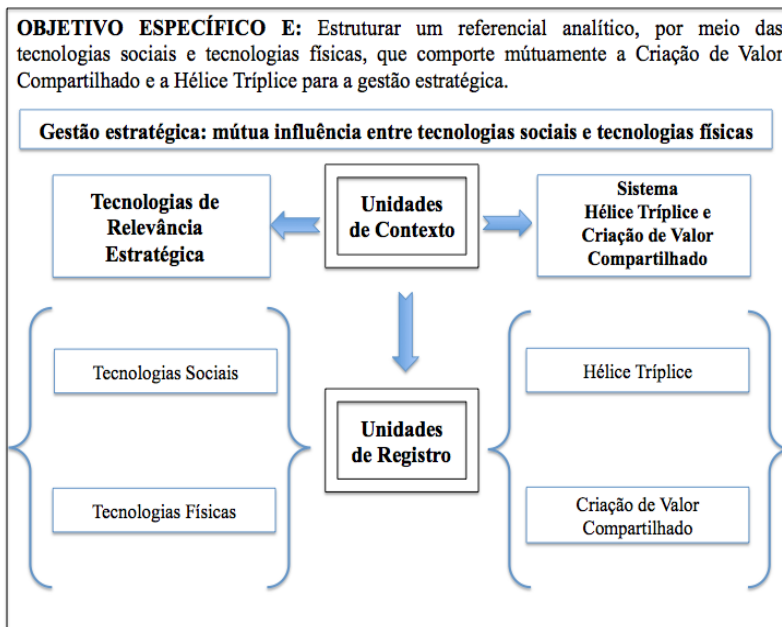 OBJETIVO ESPECÍFICO E: Estruturar um referencial analítico, por meio das
tecnologias sociais e tecnologias físicas, que comporte mútuamente a Criação de Valor
Compartilhado e a Hélice Tríplice para a gestão estratégica.
Gestão estratégica: mútua influência entre tecnologias sociais e tecnologias físicas
Tecnologias de
Relevância
Estratégica
Unidades
de Contexto
Sistema
Hélice Tríplice e
Criação de Valor
Compartilhado
Tecnologias Sociais
Hélice Tríplice
Unidades
de Registro
Tecnologias Físicas
Criação de Valor
Compartilhado